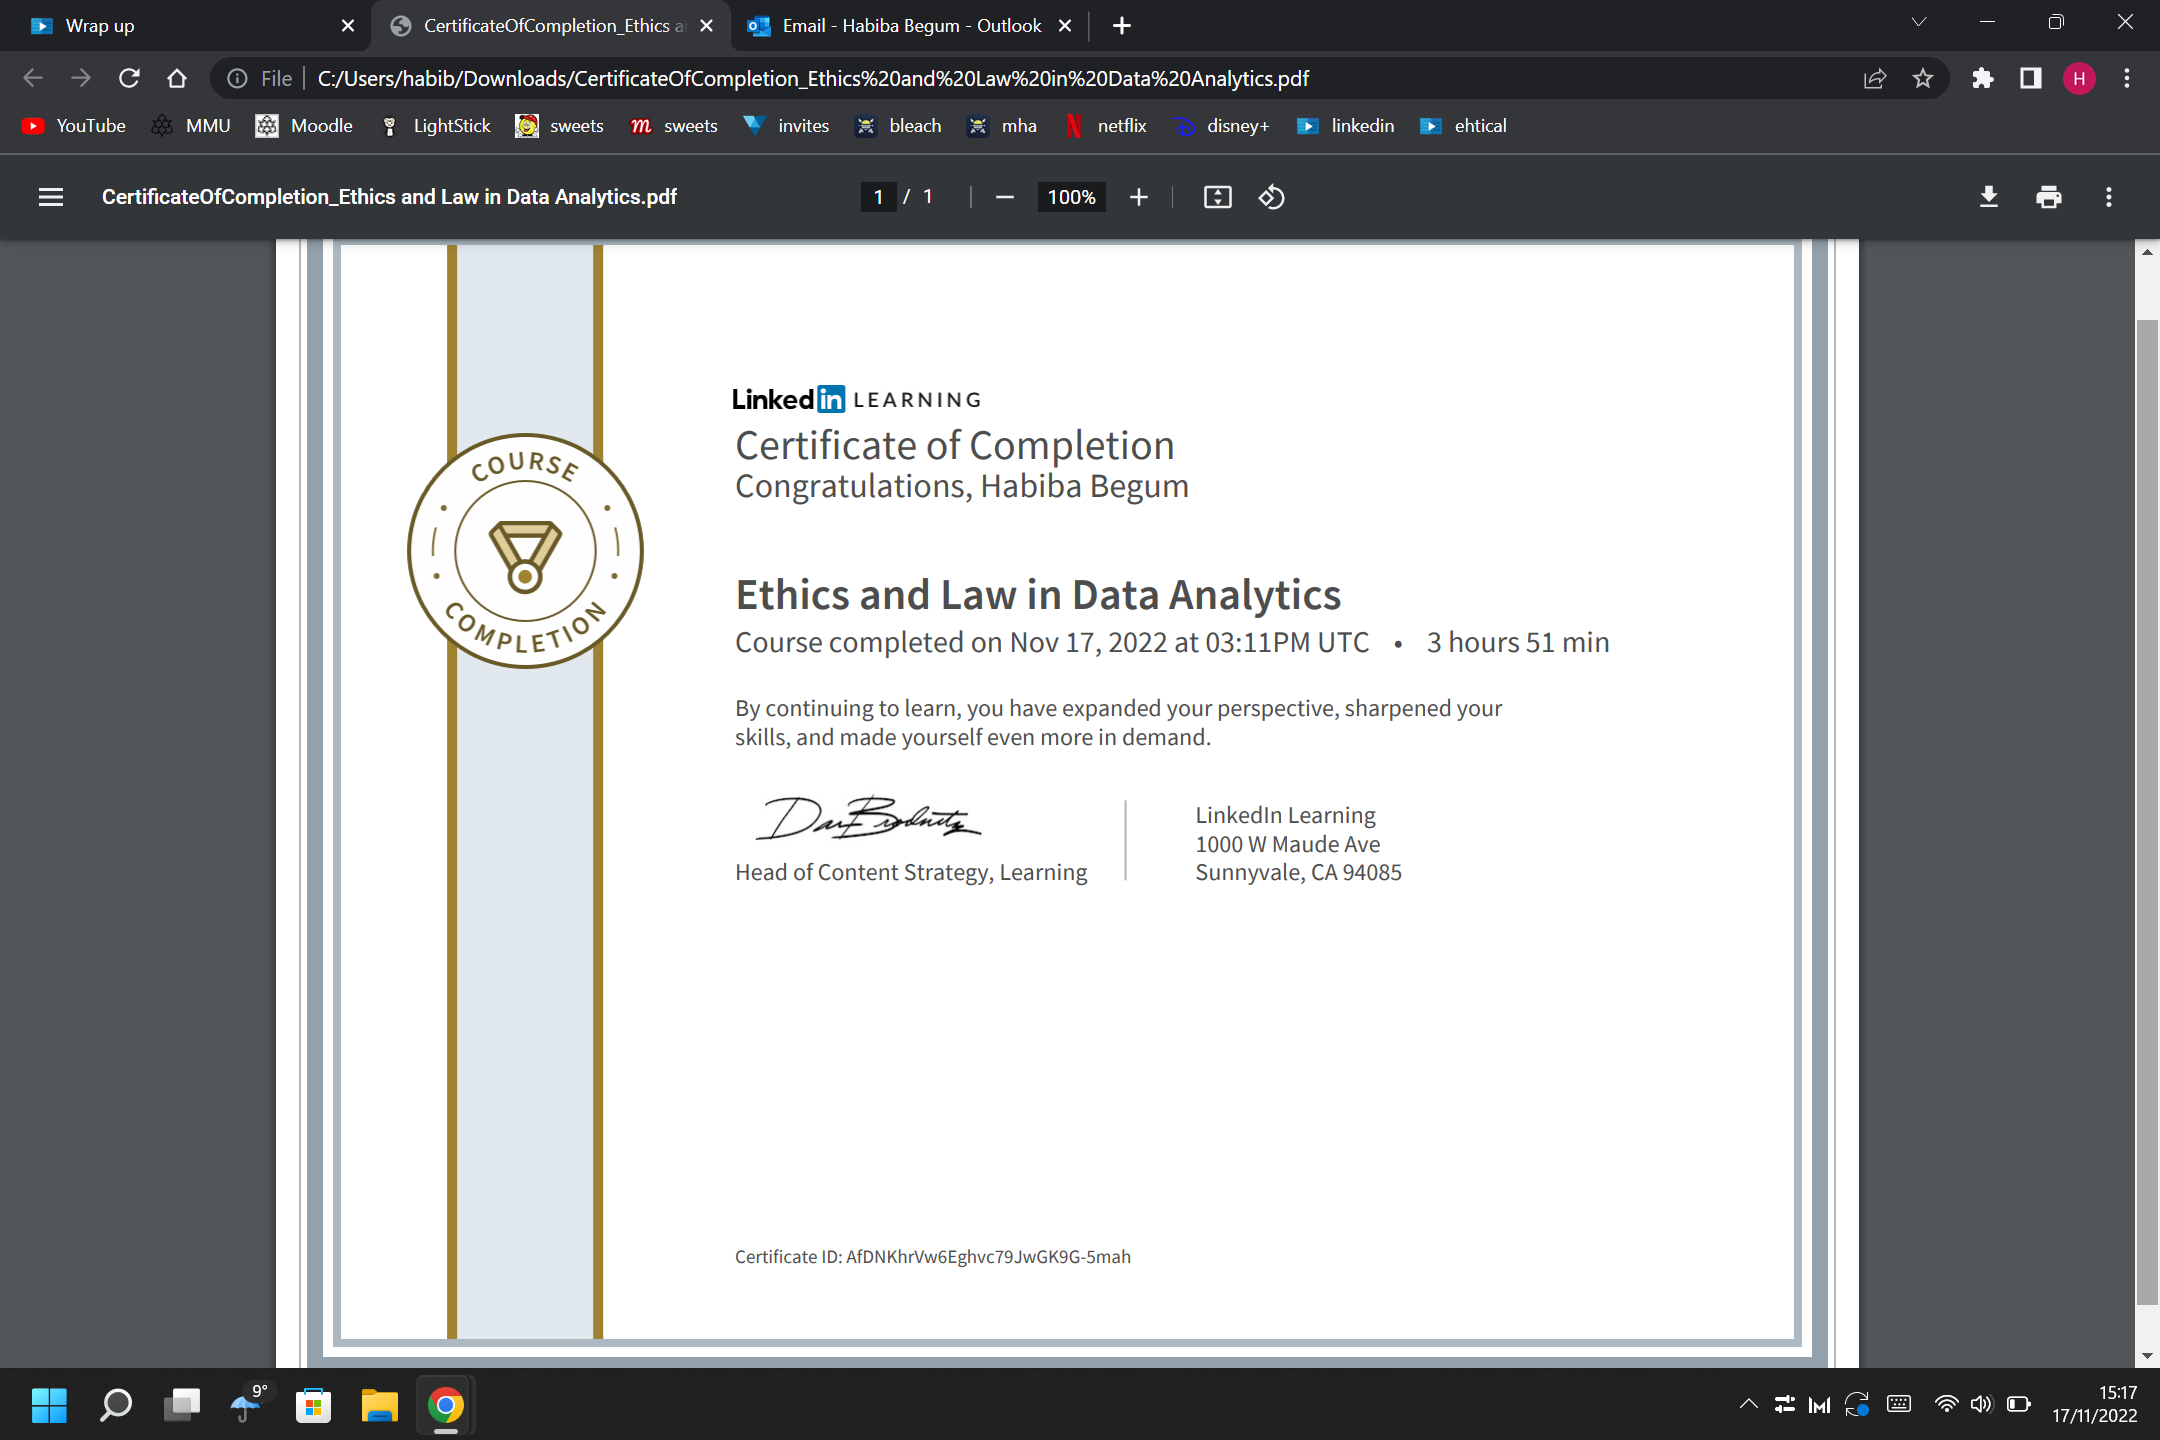 Wrap up
CertificateOfCompletion_Ethics a
Email - Habiba Begum - Outlook
File
C:/Users/habib/Downloads/CertificateOfCompletion_Ethics%20and%20Law%20in%20Data%20Analytics.pdf
H
YouTube
MMU
Moodle
LightStick
sweets
m sweets
invites
bleach
mha
netflix
disney+
linkedin
ehtical
CertificateOfCompletion_Ethics and Law in Data Analytics.pdf
1 / 1
100%
Linked in LEARNING
Certificate of Completion
Congratulations, Habiba Begum
COURSE
COMPLETION
Ethics and Law in Data Analytics
Course completed on Nov 17, 2022 at 03:11PM UTC • 3 hours 51 min
By continuing to learn, you have expanded your perspective, sharpened your
skills, and made yourself even more in demand.
Dan Brodnitz
Head of Content Strategy, Learning
LinkedIn Learning
1000 W Maude Ave
Sunnyvale, CA 94085
Certificate ID: AfDNKhrVw6Eghvc79JwGK9G-5mah
9°
15:17
17/11/2022